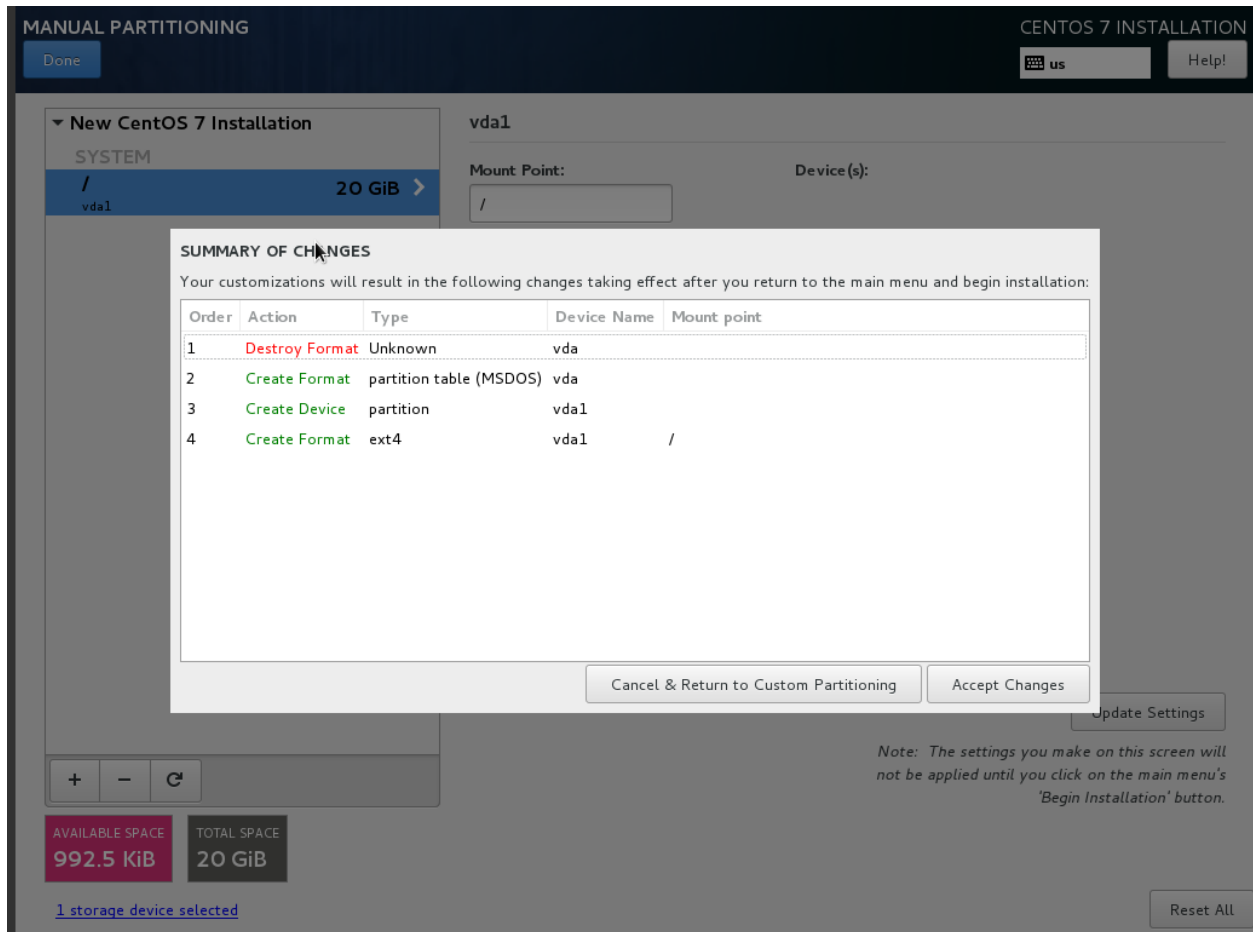 MANUAL PARTITIONING
CENTOS 7 INSTALLATION
Done
us
Help!
New CentOS 7 Installation
SYSTEM
/
20 GiB
vda1
vda1
Mount Point:
Device(s):
/
SUMMARY OF CHANGES
Your customizations will result in the following changes taking effect after you return to the main menu and begin installation:
Order Action Type Device Name Mount point
1 Destroy Format Unknown vda
2 Create Format partition table (MSDOS) vda
3 Create Device partition vda1
4 Create Format ext4 vda1 /
Cancel & Return to Custom Partitioning
Accept Changes
Update Settings
Note: The settings you make on this screen will
not be applied until you click on the main menu's
'Begin Installation' button.
+ −
AVAILABLE SPACE
992.5 KiB
TOTAL SPACE
20 GiB
1 storage device selected
Reset All